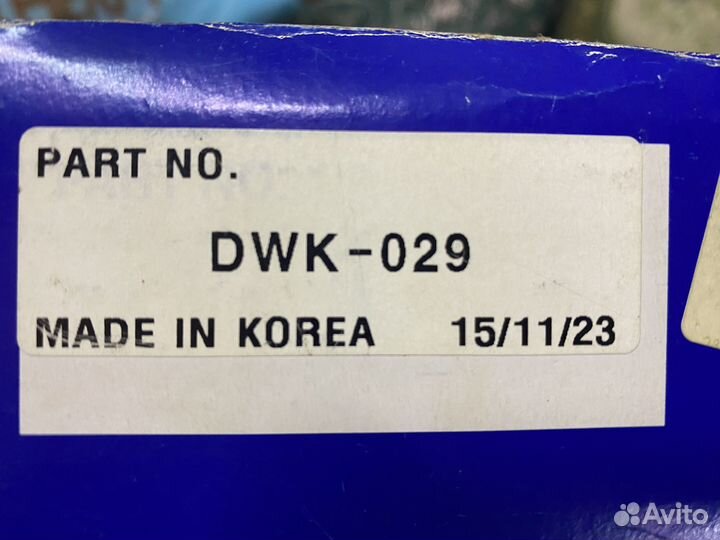 PART NO.
DWK-029
MADE IN KOREA 15/11/23
Avito